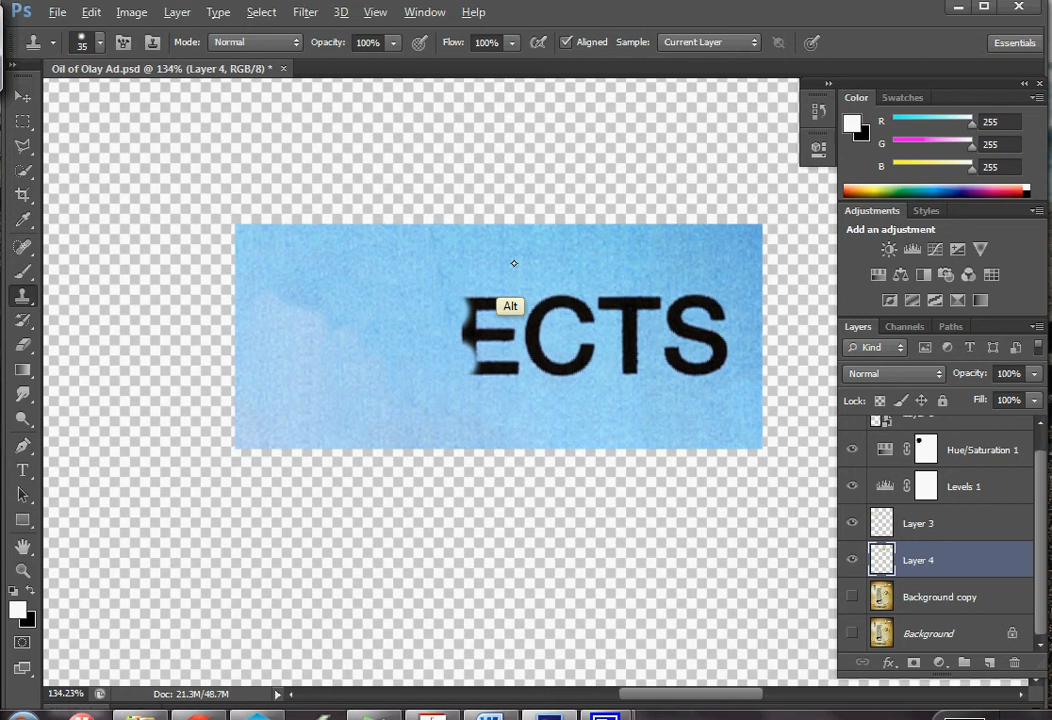 Ps File Edit Image Layer Type Select Filter 3D View Window Help
35 Mode: Normal Opacity: 100% Flow: 100% Aligned Sample: Current Layer Essentials
Oil of Olay Ad.psd @ 134% (Layer 4, RGB/8) * ×
Color Swatches
R 255
G 255
B 255
Adjustments Styles
Add an adjustment
ECTS
Alt
Layers Channels Paths
Kind
Normal Opacity: 100%
Lock: Fill: 100%
Hue/Saturation 1
Levels 1
Layer 3
Layer 4
Background copy
Background
fx
134.23% Doc: 21.3M/48.7M